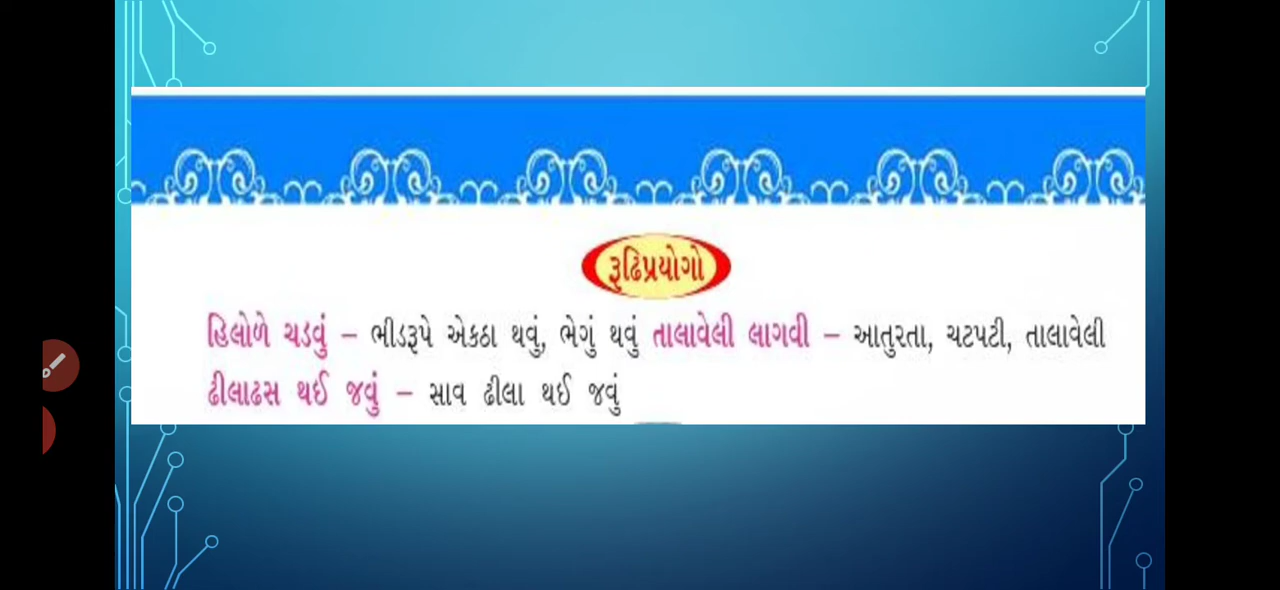 રૂઢિપ્રયોગો
હિલોળે ચડવું – ભીડરૂપે એકઠા થવું, ભેગું થવું તાલાવેલી લાગવી – આતુરતા, ચટપટી, તાલાવેલી
ઢીલાઢસ થઈ જવું – સાવ ઢીલા થઈ જવું